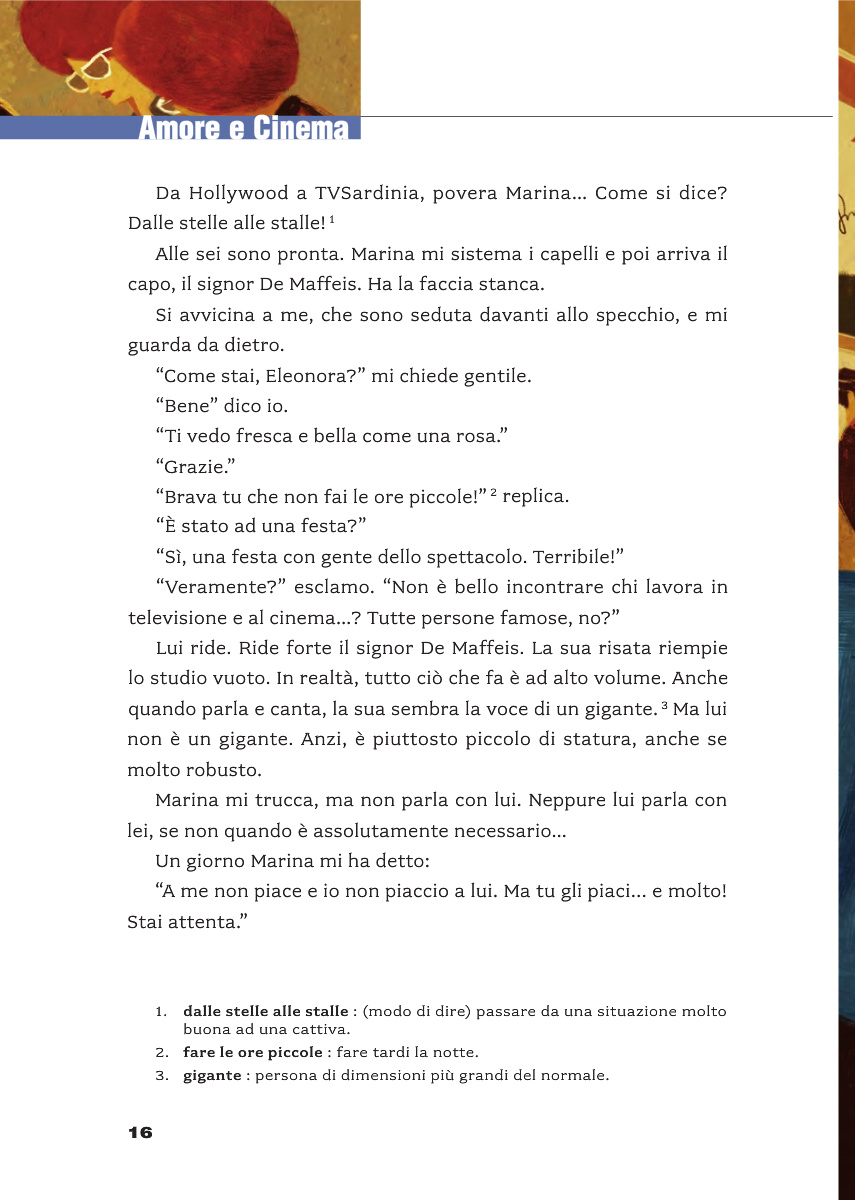 Amore e Cinema
Da Hollywood a TVSardinia, povera Marina... Come si dice?
Dalle stelle alle stalle! 1
Alle sei sono pronta. Marina mi sistema i capelli e poi arriva il
capo, il signor De Maffeis. Ha la faccia stanca.
Si avvicina a me, che sono seduta davanti allo specchio, e mi
guarda da dietro.
“Come stai, Eleonora?” mi chiede gentile.
“Bene” dico io.
“Ti vedo fresca e bella come una rosa.”
“Grazie.”
“Brava tu che non fai le ore piccole!” 2 replica.
“È stato ad una festa?”
“Sì, una festa con gente dello spettacolo. Terribile!”
“Veramente?” esclamo. “Non è bello incontrare chi lavora in
televisione e al cinema...? Tutte persone famose, no?”
Lui ride. Ride forte il signor De Maffeis. La sua risata riempie
lo studio vuoto. In realtà, tutto ciò che fa è ad alto volume. Anche
quando parla e canta, la sua sembra la voce di un gigante. 3 Ma lui
non è un gigante. Anzi, è piuttosto piccolo di statura, anche se
molto robusto.
Marina mi trucca, ma non parla con lui. Neppure lui parla con
lei, se non quando è assolutamente necessario...
Un giorno Marina mi ha detto:
“A me non piace e io non piaccio a lui. Ma tu gli piaci... e molto!
Stai attenta.”
1. dalle stelle alle stalle : (modo di dire) passare da una situazione molto
buona ad una cattiva.
2. fare le ore piccole : fare tardi la notte.
3. gigante : persona di dimensioni più grandi del normale.
16